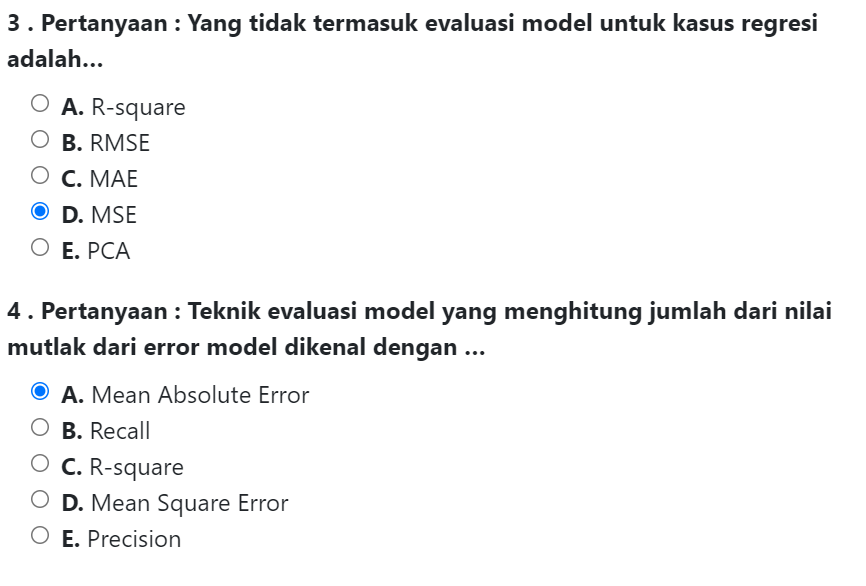 3 . Pertanyaan : Yang tidak termasuk evaluasi model untuk kasus regresi
adalah...
A. R-square
B. RMSE
C. MAE
D. MSE
E. PCA
4 . Pertanyaan : Teknik evaluasi model yang menghitung jumlah dari nilai
mutlak dari error model dikenal dengan ...
A. Mean Absolute Error
B. Recall
C. R-square
D. Mean Square Error
E. Precision